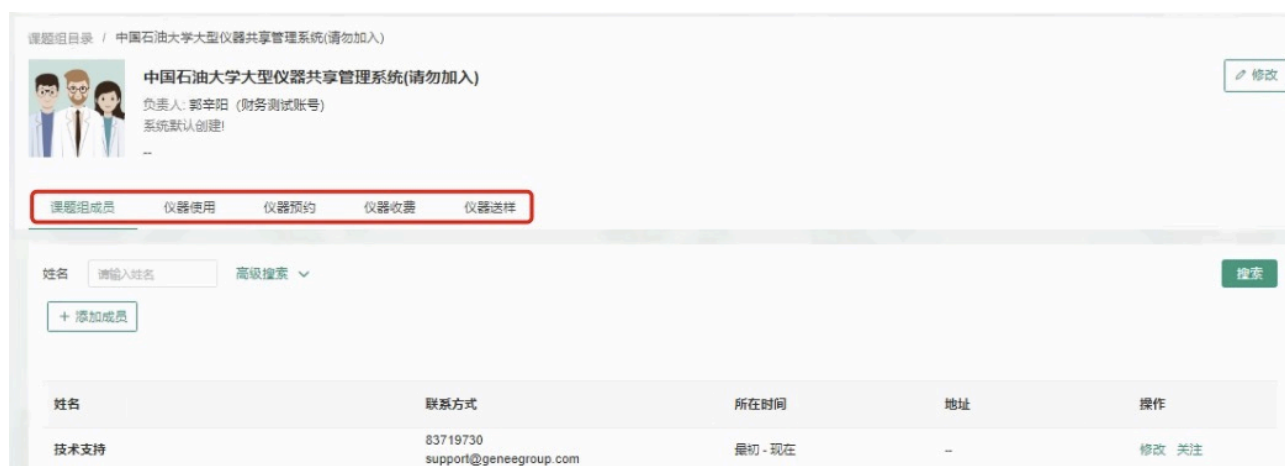 课题组目录 / 中国石油大学大型仪器共享管理系统(请勿加入)
中国石油大学大型仪器共享管理系统(请勿加入)
修改
负责人: 郭辛阳 (财务测试账号)
系统默认创建!
--
课题组成员 仪器使用 仪器预约 仪器收费 仪器送样
姓名 请输入姓名 高级搜索 搜索
+ 添加成员
姓名 联系方式 所在时间 地址 操作
技术支持 83719730 最初 - 现在 -- 修改 关注
support@geneegroup.com